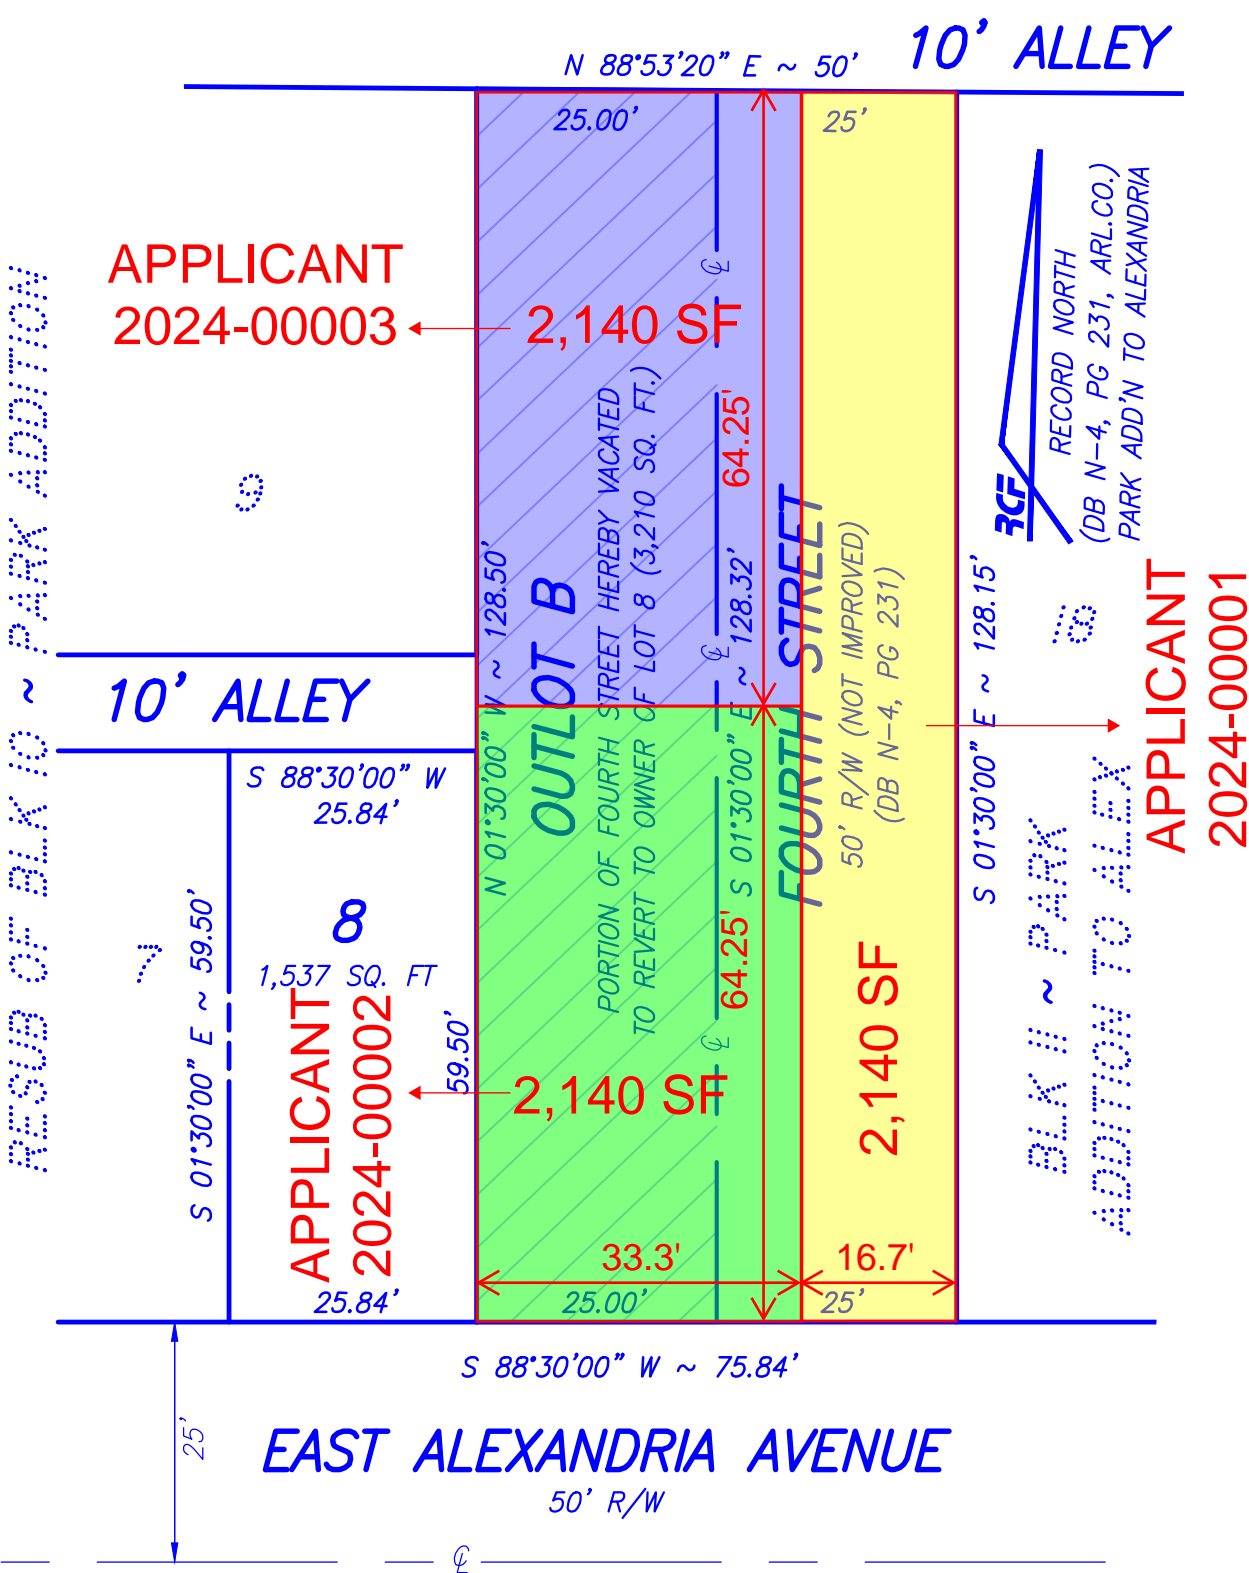 10' ALLEY
N 88°53'20" E ~ 50'
25.00'
25'
APPLICANT
2024-00003
2,140 SF
64.25'
RECORD NORTH
(DB N-4, PG 231, ARL.CO.)
PARK ADD'N TO ALEXANDRIA
RCF
RESUB OF BLK 10 ~ PARK ADDITION
9
N 01°30'00" W ~ 128.50'
OUTLOT B
PORTION OF FOURTH STREET HEREBY VACATED
TO REVERT TO OWNER OF LOT 8 (3,210 SQ. FT.)
S 01°30'00" E ~ 128.32'
FOURTH STREET
50' R/W (NOT IMPROVED)
(DB N-4, PG 231)
S 01°30'00" E ~ 128.15'
18
APPLICANT
2024-00001
10' ALLEY
S 88°30'00" W
25.84'
8
1,537 SQ. FT
7
S 01°30'00" E ~ 59.50'
APPLICANT
2024-00002
59.50'
2,140 SF
64.25'
2,140 SF
BLK 11 ~ PARK
ADDITION TO ALEX
33.3'
16.7'
25.84'
25.00'
25'
S 88°30'00" W ~ 75.84'
25'
EAST ALEXANDRIA AVENUE
50' R/W